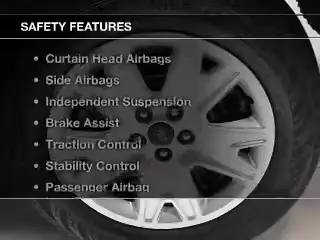 SAFETY FEATURES
• Curtain Head Airbags
• Side Airbags
• Independent Suspension
• Brake Assist
• Traction Control
• Stability Control
• Passenger Airbag